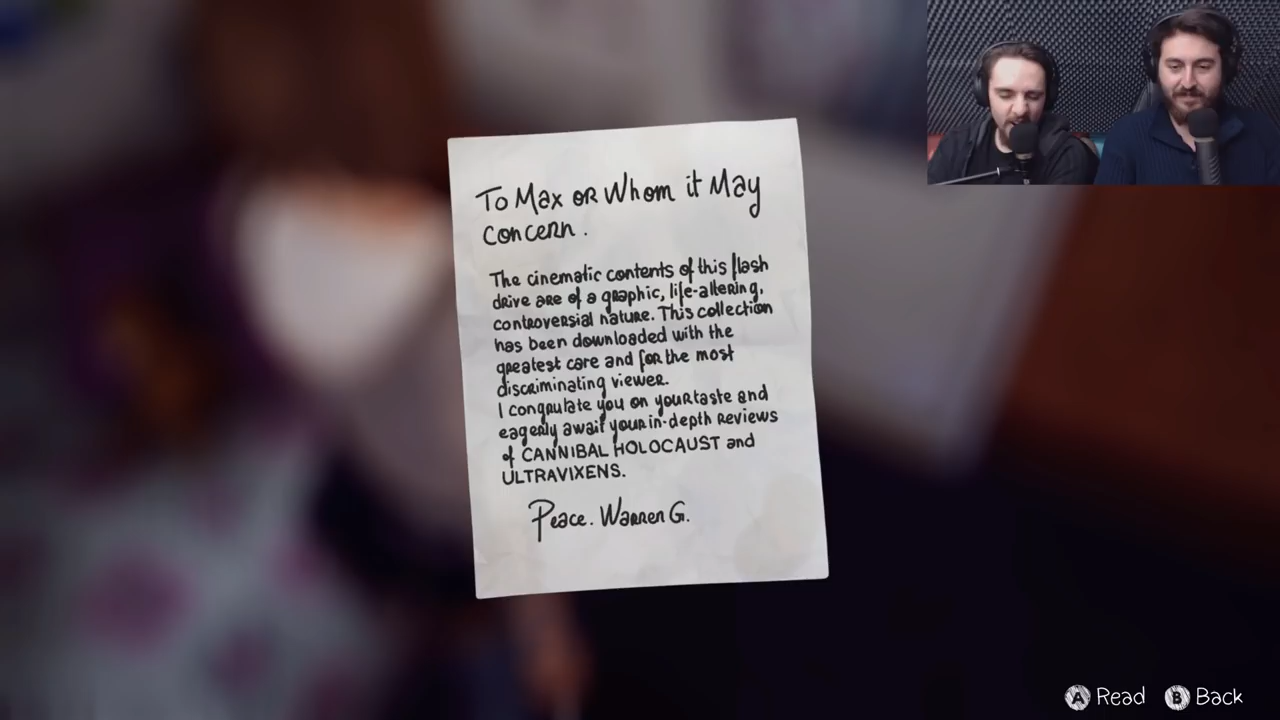 To Max or Whom it May
Concern.
The cinematic contents of this flash
drive are of a graphic, life-altering,
controversial nature. This collection
has been downloaded with the
greatest care and for the most
discriminating viewer.
I congrulate you on your taste and
eagerly await your in-depth reviews
of CANNIBAL HOLOCAUST and
ULTRAVIXENS.
Peace. Warren G.
A Read B Back